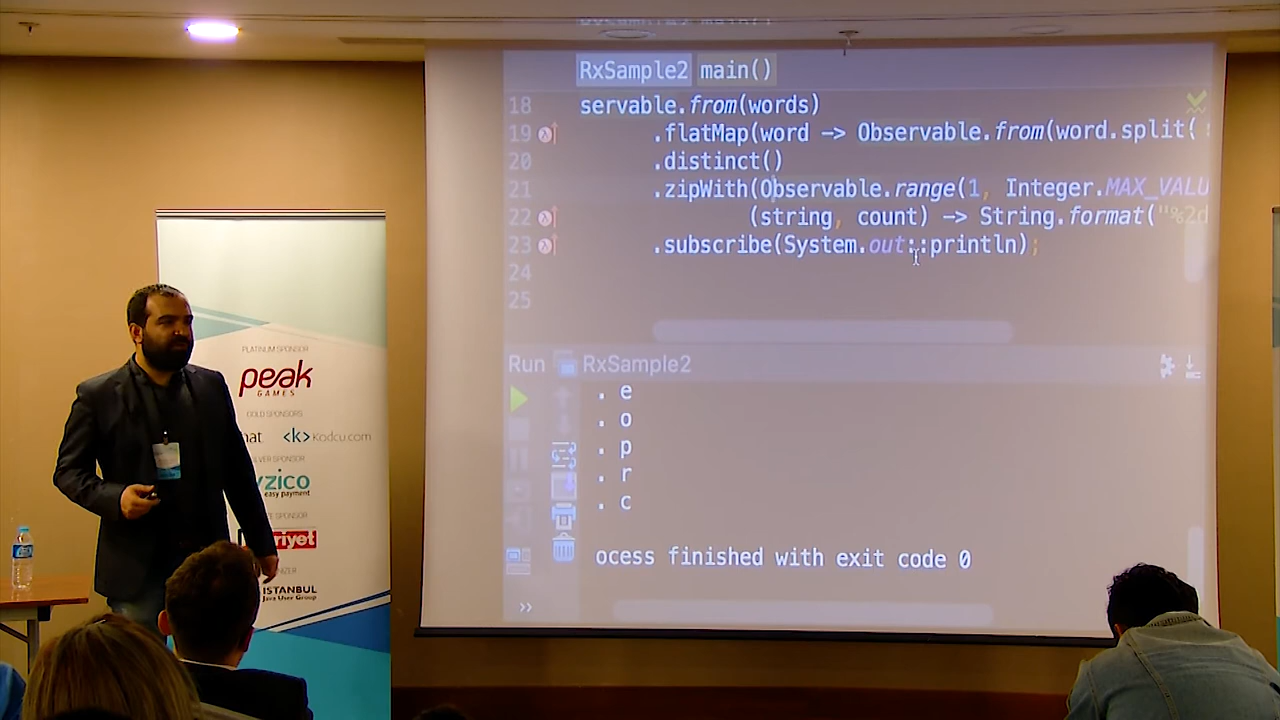 RxSample2 main()
18 servable.from(words)
19 .flatMap(word -> Observable.from(word.split(
20 .distinct()
21 .zipWith(Observable.range(1, Integer.MAX_VALU
22 (string, count) -> String.format("%2d
23 .subscribe(System.out::println);
24
25
Run RxSample2
. e
. o
. p
. r
. c
ocess finished with exit code 0
»
PLATINUM SPONSOR
peak
GAMES
GOLD SPONSORS
nat <k> Kodcu.com
LVER SPONSOR
yzico
easy payment
riyet
NIZER
ISTANBUL
Java User Group